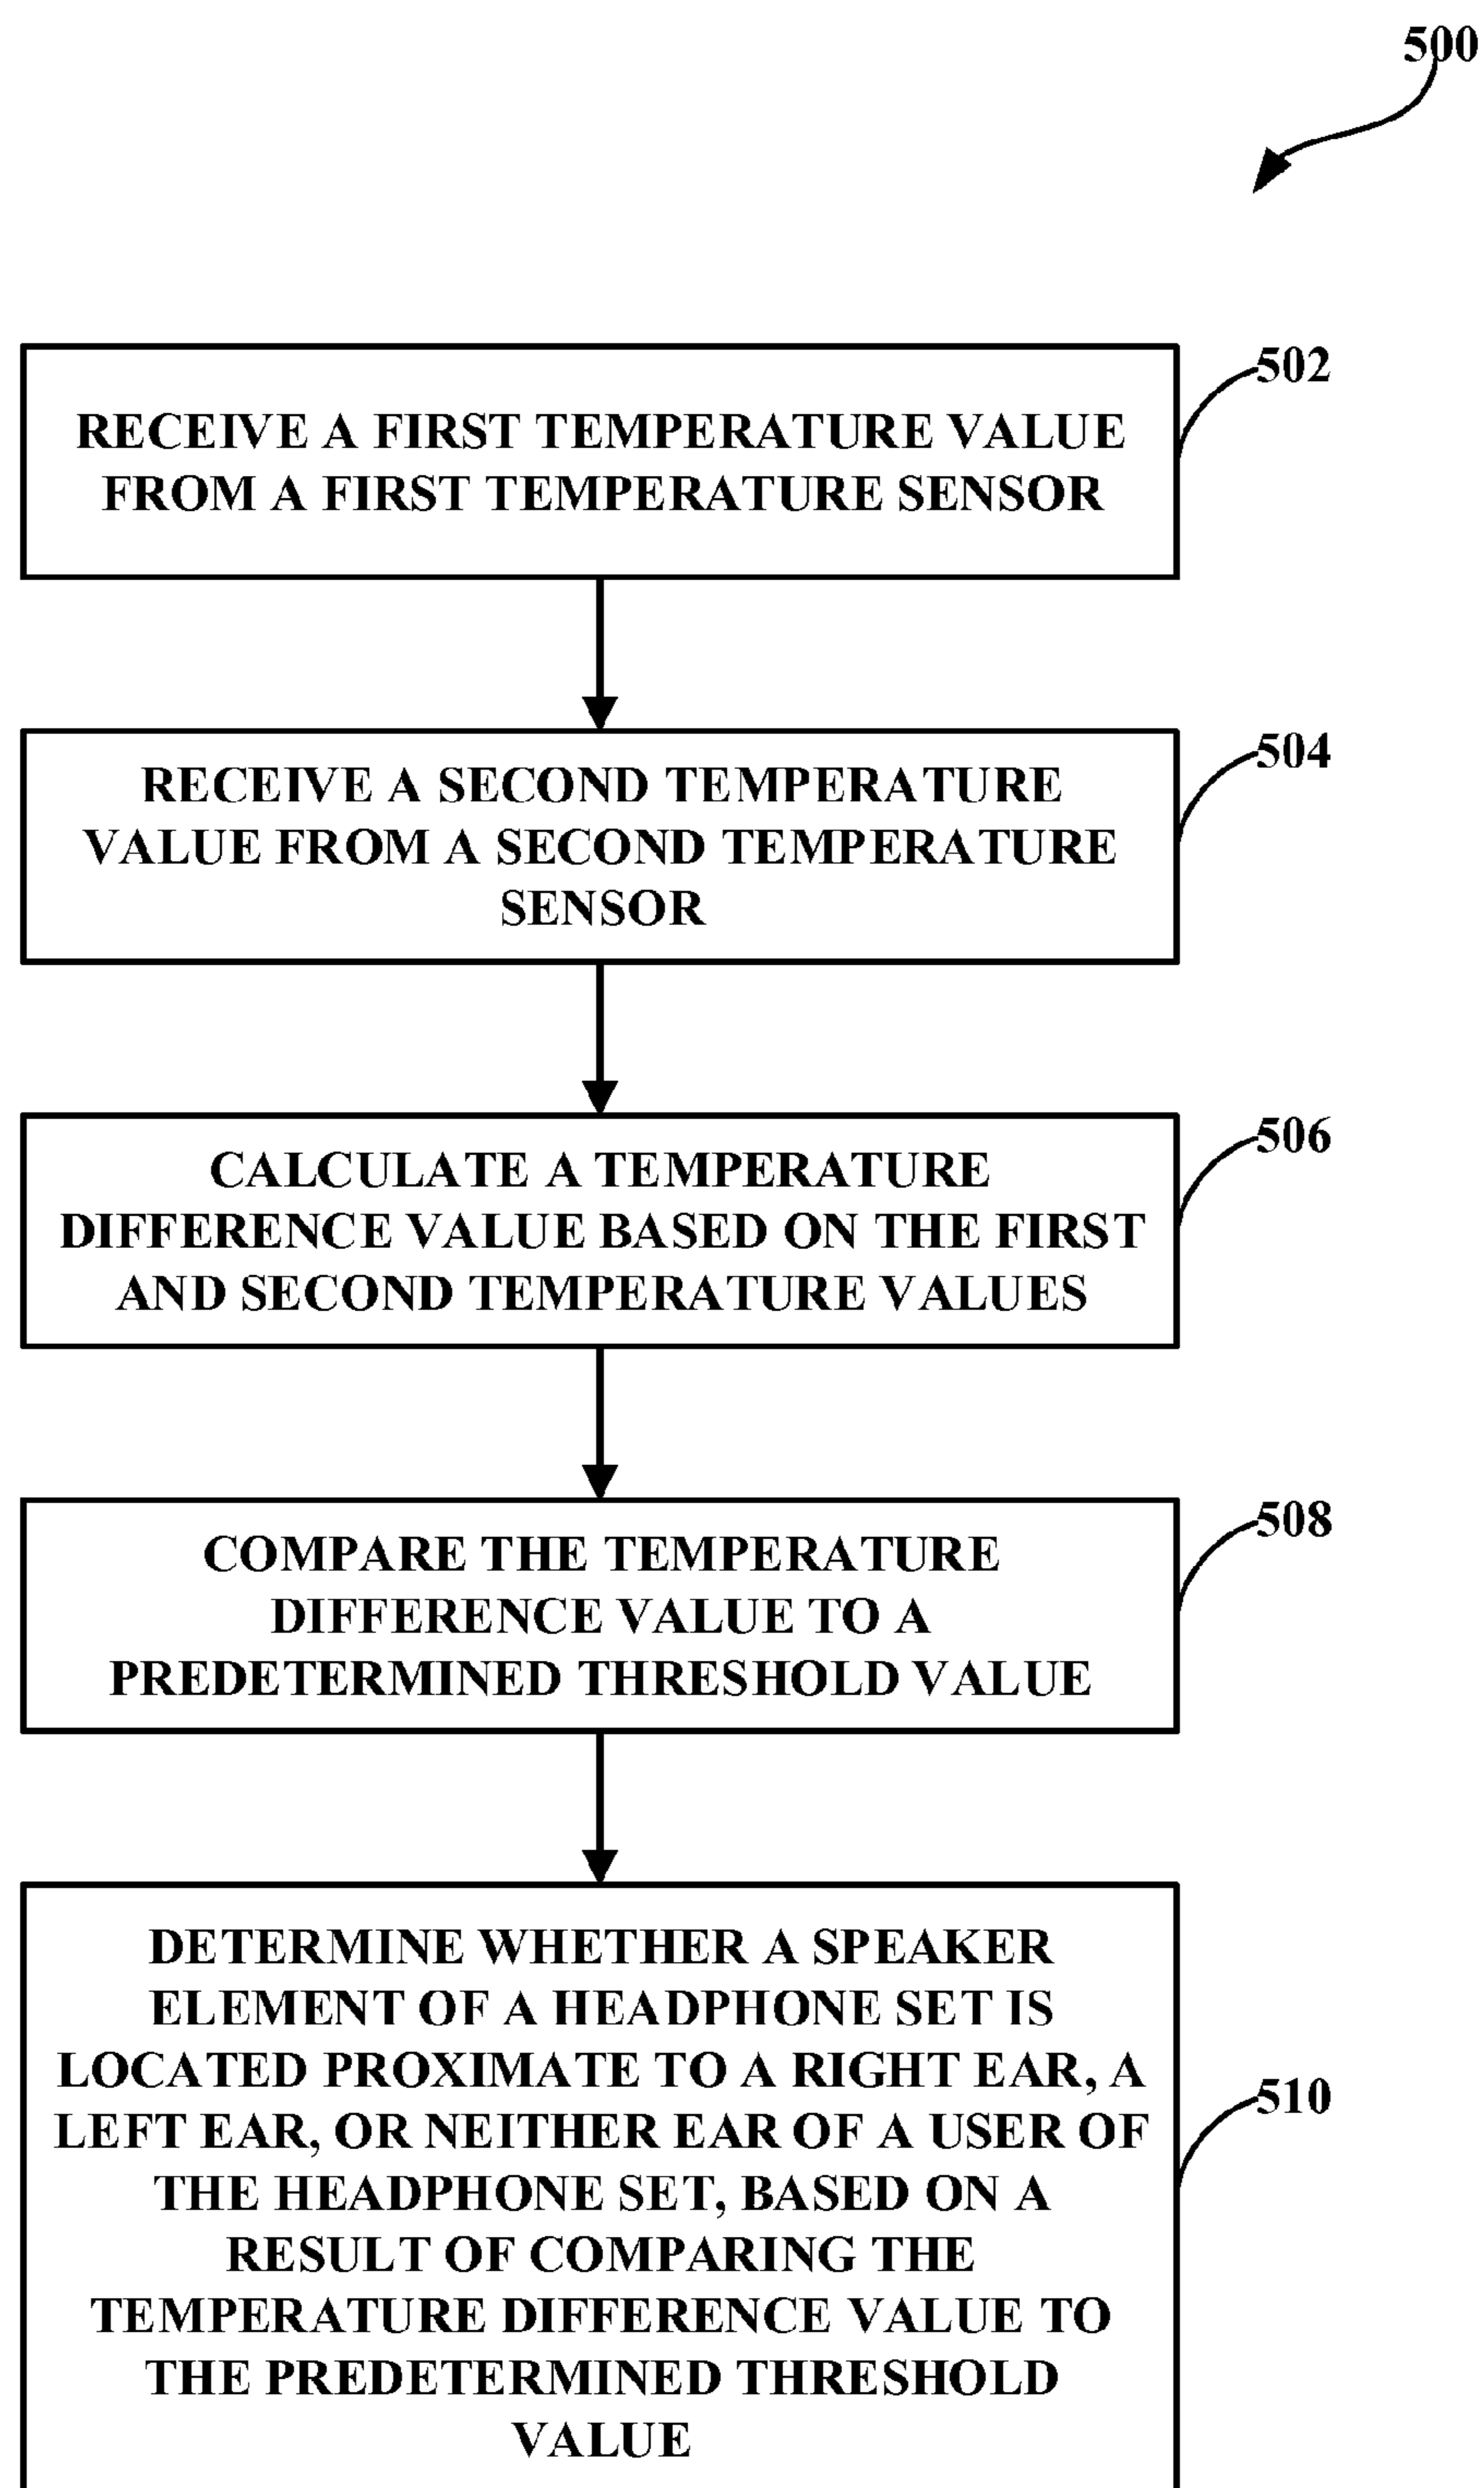 500
502
RECEIVE A FIRST TEMPERATURE VALUE
FROM A FIRST TEMPERATURE SENSOR
504
RECEIVE A SECOND TEMPERATURE
VALUE FROM A SECOND TEMPERATURE
SENSOR
506
CALCULATE A TEMPERATURE
DIFFERENCE VALUE BASED ON THE FIRST
AND SECOND TEMPERATURE VALUES
508
COMPARE THE TEMPERATURE
DIFFERENCE VALUE TO A
PREDETERMINED THRESHOLD VALUE
DETERMINE WHETHER A SPEAKER
ELEMENT OF A HEADPHONE SET IS
LOCATED PROXIMATE TO A RIGHT EAR, A
LEFT EAR, OR NEITHER EAR OF A USER OF
THE HEADPHONE SET, BASED ON A
RESULT OF COMPARING THE
TEMPERATURE DIFFERENCE VALUE TO
THE PREDETERMINED THRESHOLD
VALUE
510